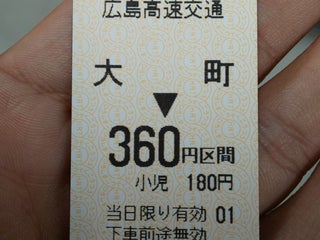 広島高速交通
大町
▼
360円区間
小児 180円
当日限り有効 01
下車前途無効